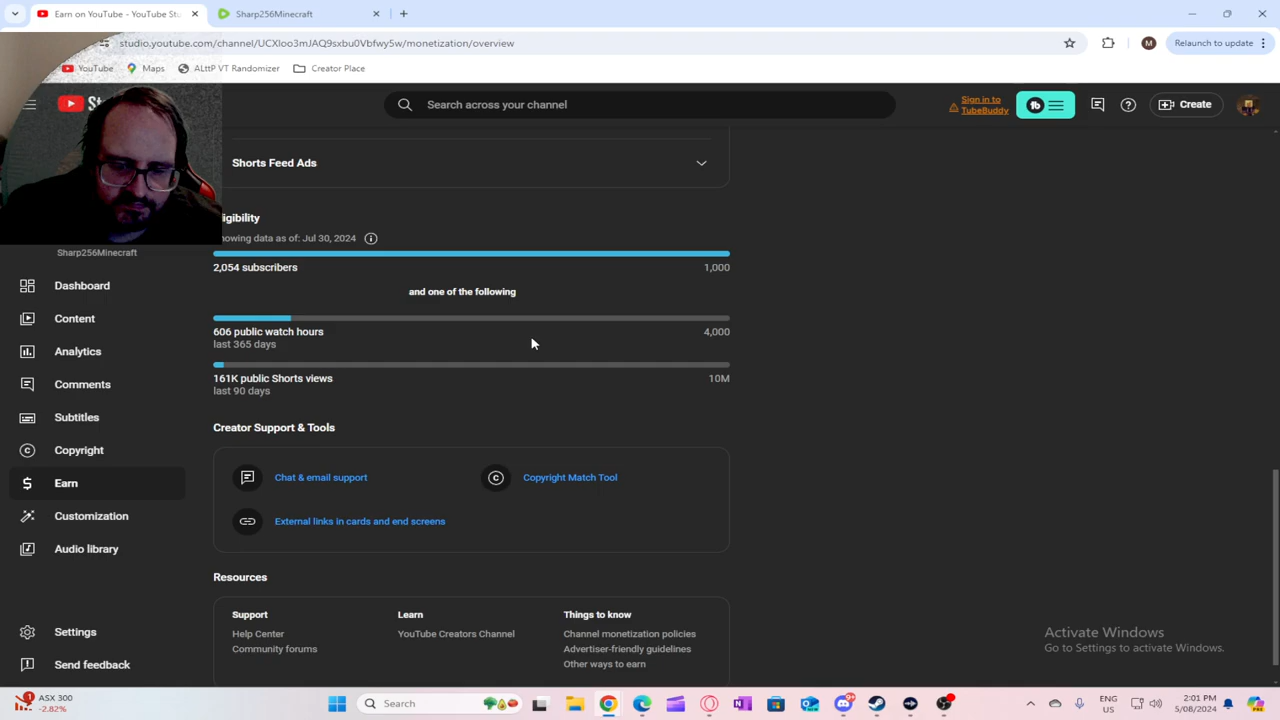 Earn on YouTube - YouTube Studio
Sharp256Minecraft
studio.youtube.com/channel/UCXloo3mJAQ9sxbu0Vbfwy5w/monetization/overview
Relaunch to update
M
YouTube
Maps
ALttP VT Randomizer
Creator Place
St
Search across your channel
Sign in to
TubeBuddy
tb
Create
Shorts Feed Ads
ligibility
howing data as of: Jul 30, 2024
Sharp256Minecraft
2,054 subscribers
1,000
and one of the following
606 public watch hours
4,000
last 365 days
161K public Shorts views
10M
last 90 days
Dashboard
Content
Analytics
Comments
Subtitles
Copyright
Earn
Customization
Audio library
Settings
Send feedback
Creator Support & Tools
Chat & email support
Copyright Match Tool
External links in cards and end screens
Resources
Support
Learn
Things to know
Help Center
YouTube Creators Channel
Channel monetization policies
Community forums
Advertiser-friendly guidelines
Other ways to earn
Activate Windows
Go to Settings to activate Windows.
1
ASX 300
-2.82%
Search
9+
ENG
US
2:01 PM
5/08/2024